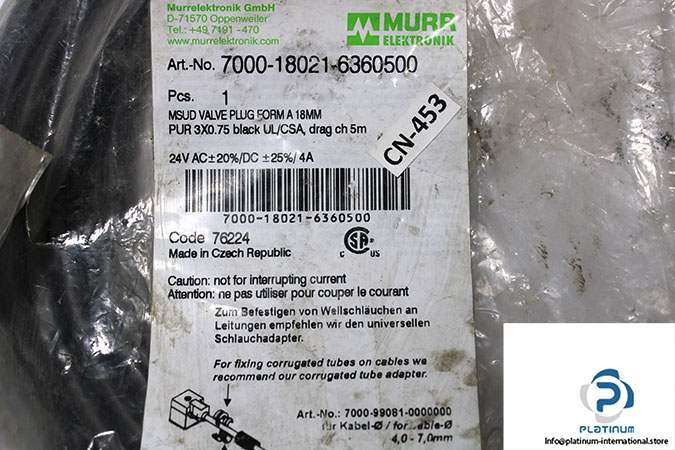 Murrelektronik GmbH
D-71570 Oppenweiler
Tel.: +49 7191 - 470
www.murrelektronik.com
MURR
ELEKTRONIK
Art.-No. 7000-18021-6360500
Pcs. 1
MSUD VALVE PLUG FORM A 18MM
PUR 3X0.75 black UL/CSA, drag ch 5m
CN-453
24V AC±20%/DC ±25%/ 4A
7000-18021-6360500
Code 76224
Made in Czech Republic
SA ®
C US
Caution: not for interrupting current
Attention: ne pas utiliser pour couper le courant
Zum Befestigen von Wellschläuchen an
Leitungen empfehlen wir den universellen
Schlauchadapter.
For fixing corrugated tubes on cables we
recommend our corrugated tube adapter.
Art.-No.: 7000-99081-0000000
für Kabel-Ø / for
4,0 - 7,0mm
PLATINUM
info@platinum-international.store